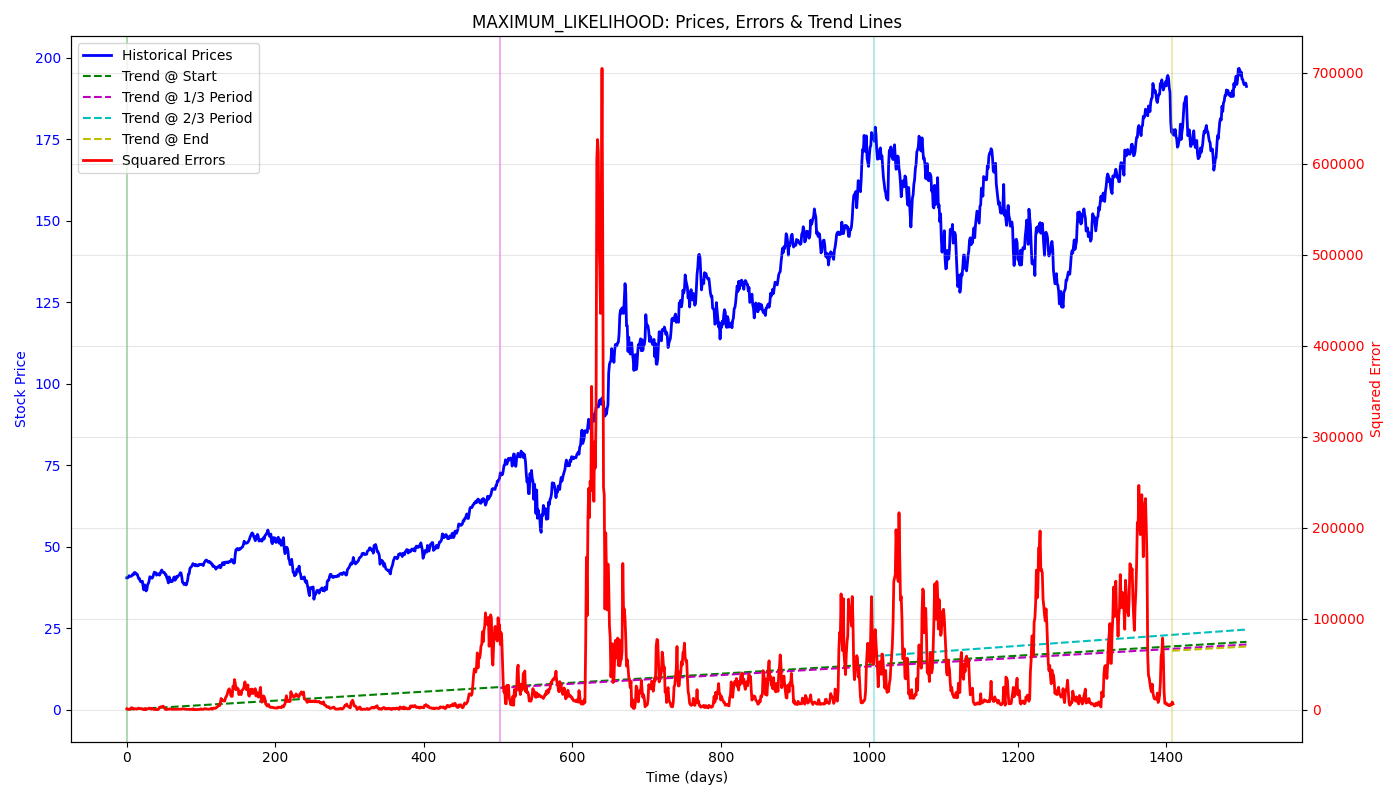 MAXIMUM_LIKELIHOOD: Prices, Errors & Trend Lines
Historical Prices
Trend @ Start
Trend @ 1/3 Period
Trend @ 2/3 Period
Trend @ End
Squared Errors
Stock Price
200
175
150
125
100
75
50
25
0
700000
600000
500000
400000
300000
200000
100000
0
Squared Error
0
200
400
600
800
1000
1200
1400
Time (days)